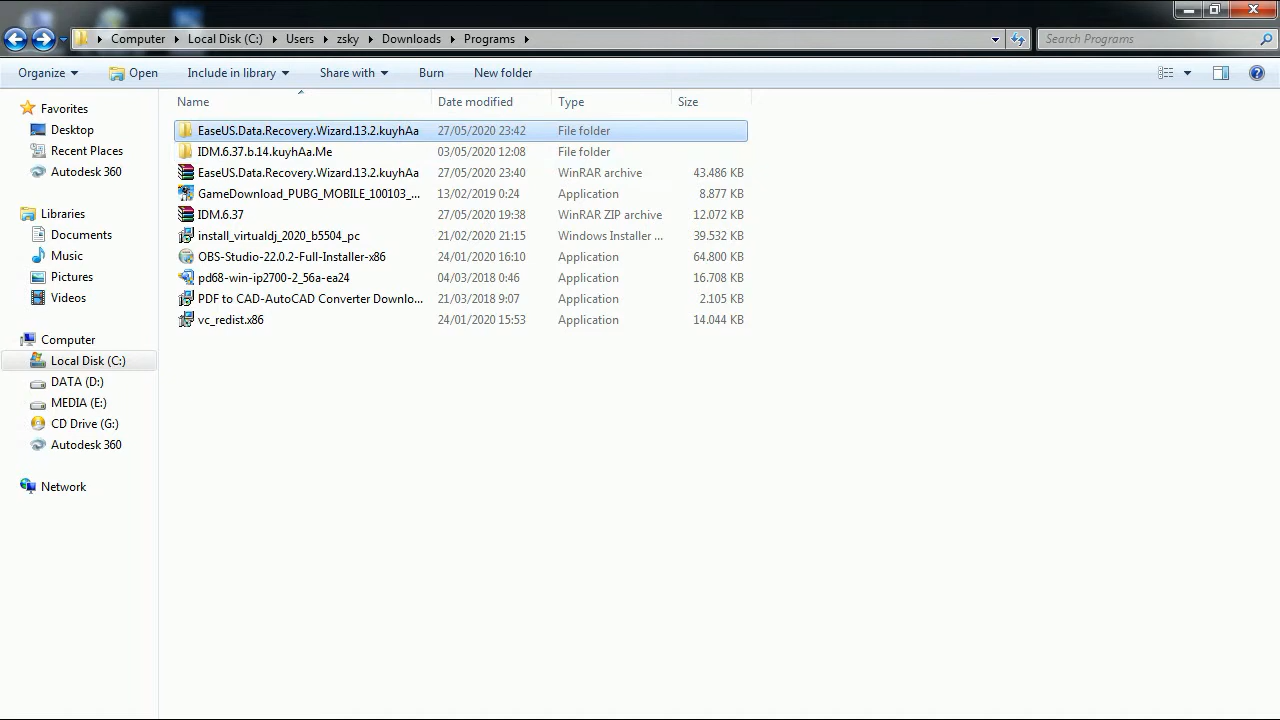 Computer Local Disk (C:) Users zsky Downloads Programs Search Programs
Organize Open Include in library Share with Burn New folder
Favorites
Desktop
Recent Places
Autodesk 360
Libraries
Documents
Music
Pictures
Videos
Computer
Local Disk (C:)
DATA (D:)
MEDIA (E:)
CD Drive (G:)
Autodesk 360
Network
Name Date modified Type Size
EaseUS.Data.Recovery.Wizard.13.2.kuyhAa 27/05/2020 23:42 File folder
IDM.6.37.b.14.kuyhAa.Me 03/05/2020 12:08 File folder
EaseUS.Data.Recovery.Wizard.13.2.kuyhAa 27/05/2020 23:40 WinRAR archive 43.486 KB
GameDownload_PUBG_MOBILE_100103_... 13/02/2019 0:24 Application 8.877 KB
IDM.6.37 27/05/2020 19:38 WinRAR ZIP archive 12.072 KB
install_virtualdj_2020_b5504_pc 21/02/2020 21:15 Windows Installer ... 39.532 KB
OBS-Studio-22.0.2-Full-Installer-x86 24/01/2020 16:10 Application 64.800 KB
pd68-win-ip2700-2_56a-ea24 04/03/2018 0:46 Application 16.708 KB
PDF to CAD-AutoCAD Converter Downlo... 21/03/2018 9:07 Application 2.105 KB
vc_redist.x86 24/01/2020 15:53 Application 14.044 KB